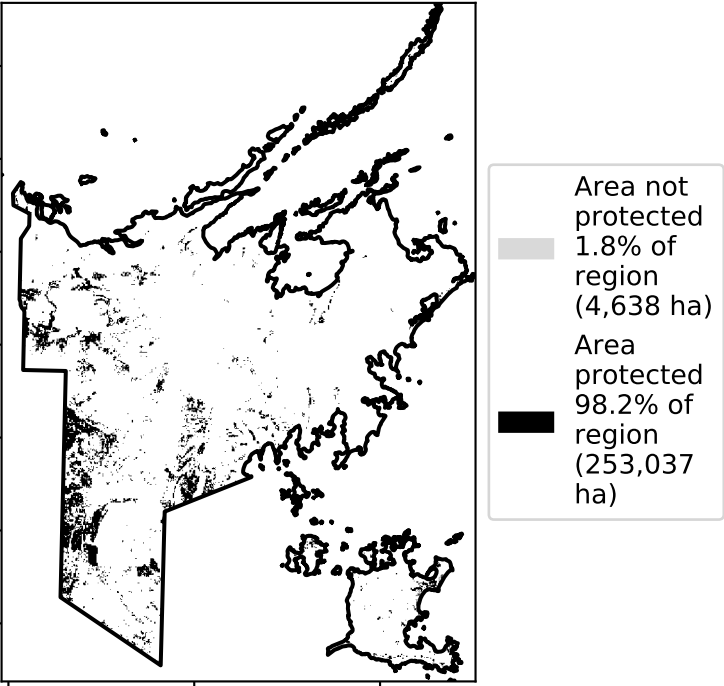 Area not
protected
1.8% of
region
(4,638 ha)
Area
protected
98.2% of
region
(253,037
ha)